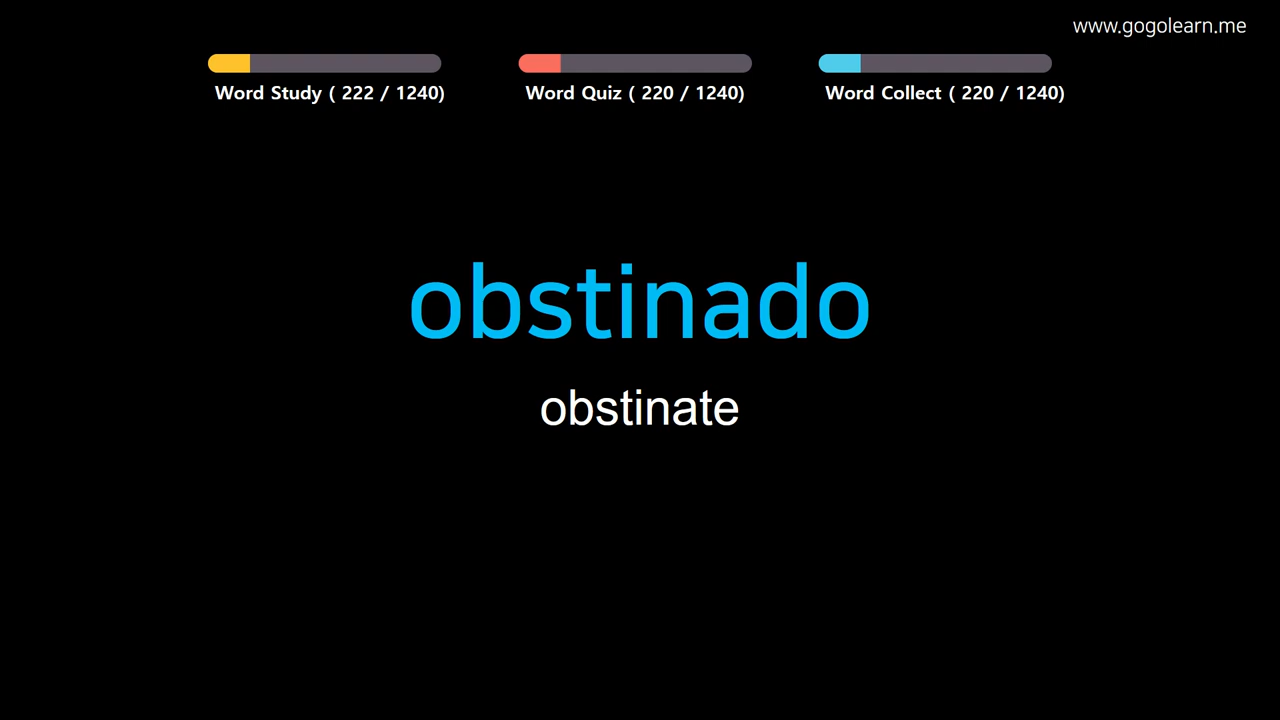 www.gogolearn.me
Word Study ( 222 / 1240)
Word Quiz ( 220 / 1240)
Word Collect ( 220 / 1240)
obstinado
obstinate